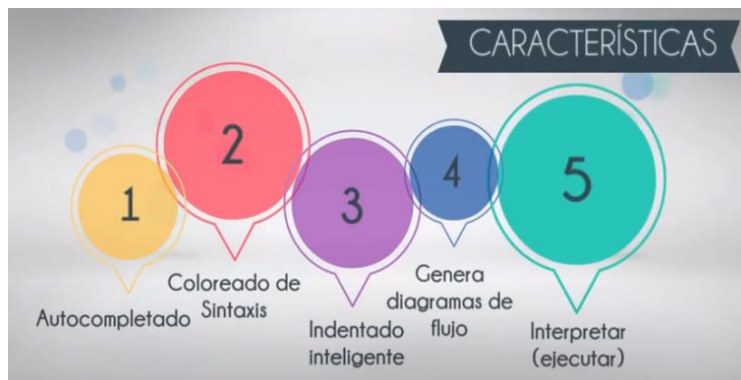 CARACTERÍSTICAS
1
Autocompletado
2
Coloreado de
Sintaxis
3
Indentado
inteligente
4
Genera
diagramas de
flujo
5
Interpretar
(ejecutar)